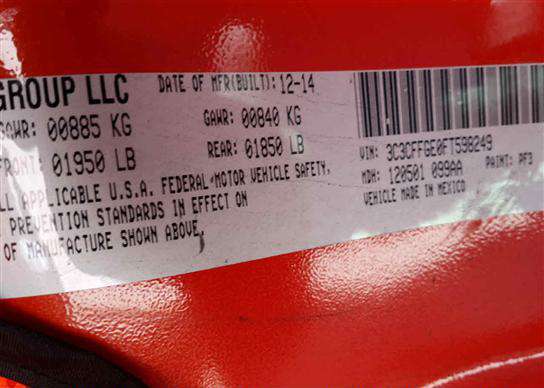 GROUP LLC DATE OF MFR(BUILT): 12-14
GAWR: 00885 KG GAWR: 00840 KG
FRONT: 01950 LB REAR: 01850 LB
ALL APPLICABLE U.S.A. FEDERAL MOTOR VEHICLE SAFETY,
PREVENTION STANDARDS IN EFFECT ON
OF MANUFACTURE SHOWN ABOVE.
VIN: 3C3CFFGE0FT598249
MDH: 120501 099AA PAINT: PF3
VEHICLE MADE IN MEXICO